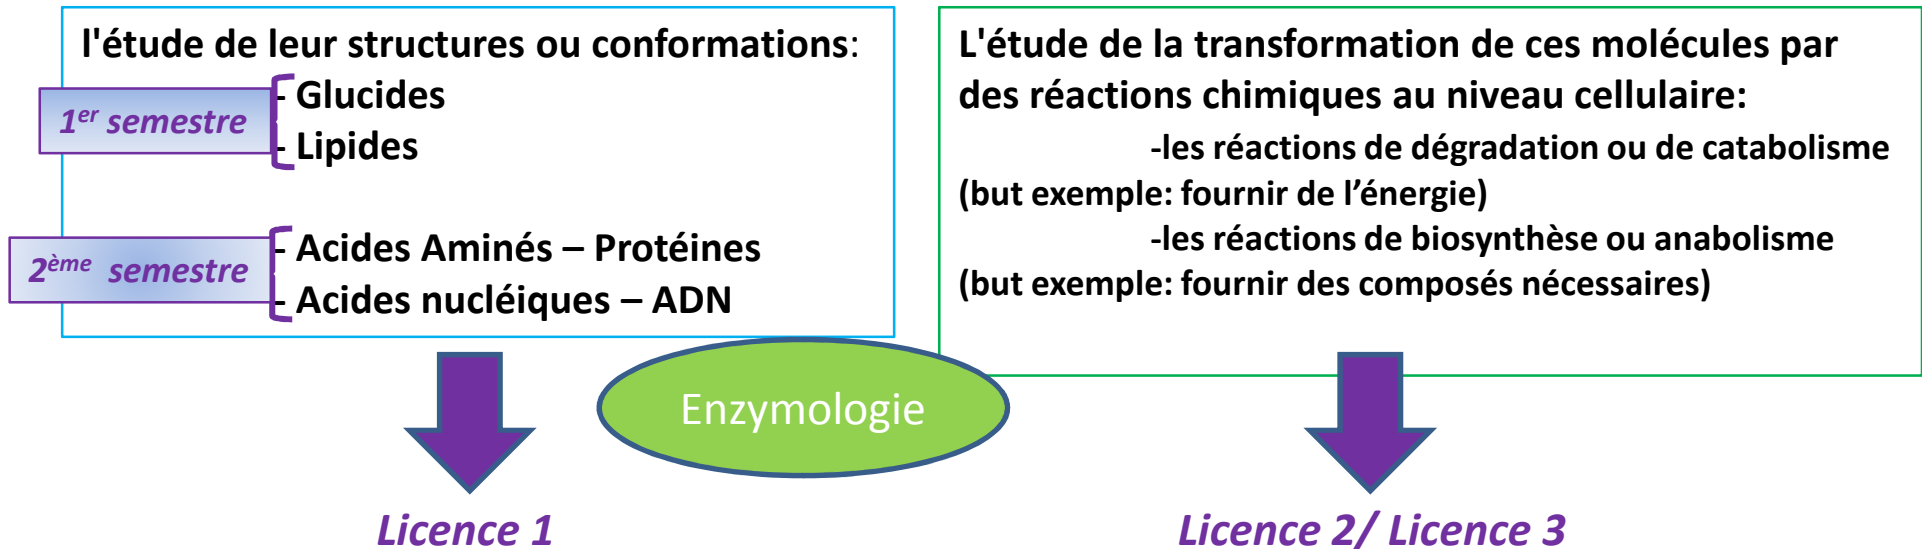 l'étude de leur structures ou conformations:
1er semestre
- Glucides
- Lipides
2ème semestre
- Acides Aminés – Protéines
- Acides nucléiques – ADN
L'étude de la transformation de ces molécules par
des réactions chimiques au niveau cellulaire:
-les réactions de dégradation ou de catabolisme
(but exemple: fournir de l’énergie)
-les réactions de biosynthèse ou anabolisme
(but exemple: fournir des composés nécessaires)
Enzymologie
Licence 1
Licence 2/ Licence 3